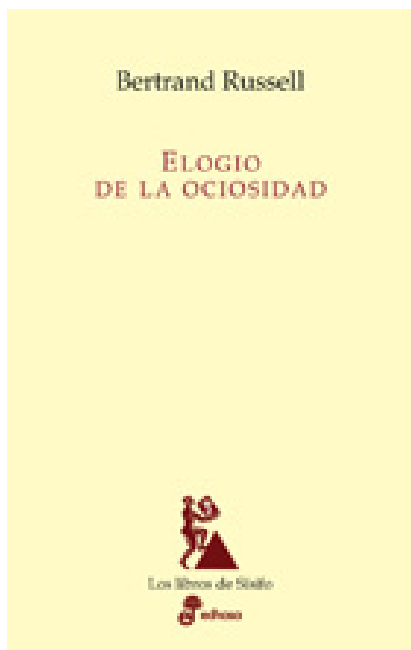 Bertrand Russell
ELOGIO
DE LA OCIOSIDAD
Los libros de Sísifo
edhasa